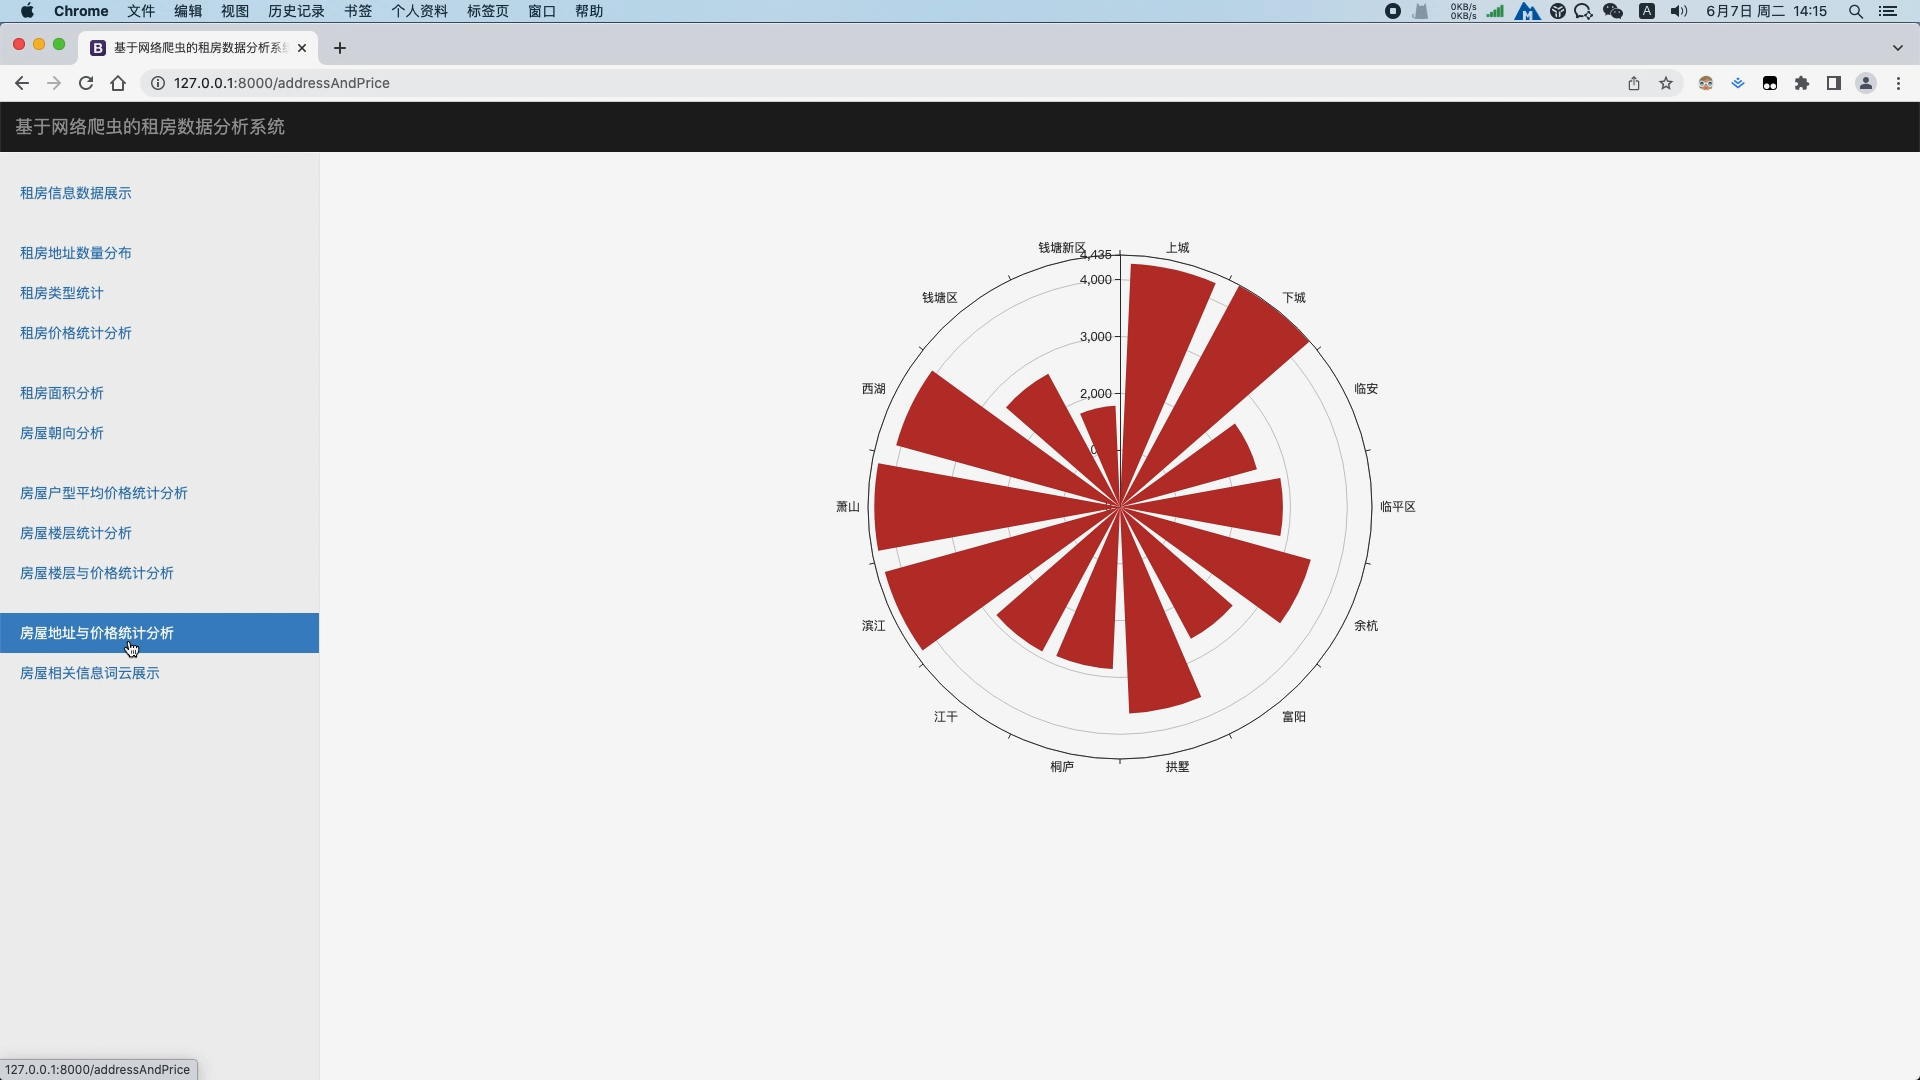 Chrome 文件 编辑 视图 历史记录 书签 个人资料 标签页 窗口 帮助
0KB/s
0KB/s
A
6月7日 周二 14:15
B 基于网络爬虫的租房数据分析系统
127.0.0.1:8000/addressAndPrice
基于网络爬虫的租房数据分析系统
租房信息数据展示
租房地址数量分布
租房类型统计
租房价格统计分析
租房面积分析
房屋朝向分析
房屋户型平均价格统计分析
房屋楼层统计分析
房屋楼层与价格统计分析
房屋地址与价格统计分析
房屋相关信息词云展示
钱塘新区
上城
4,435
4,000
钱塘区
下城
3,000
西湖
2,000
临安
萧山
临平区
滨江
余杭
江干
富阳
桐庐
拱墅
127.0.0.1:8000/addressAndPrice